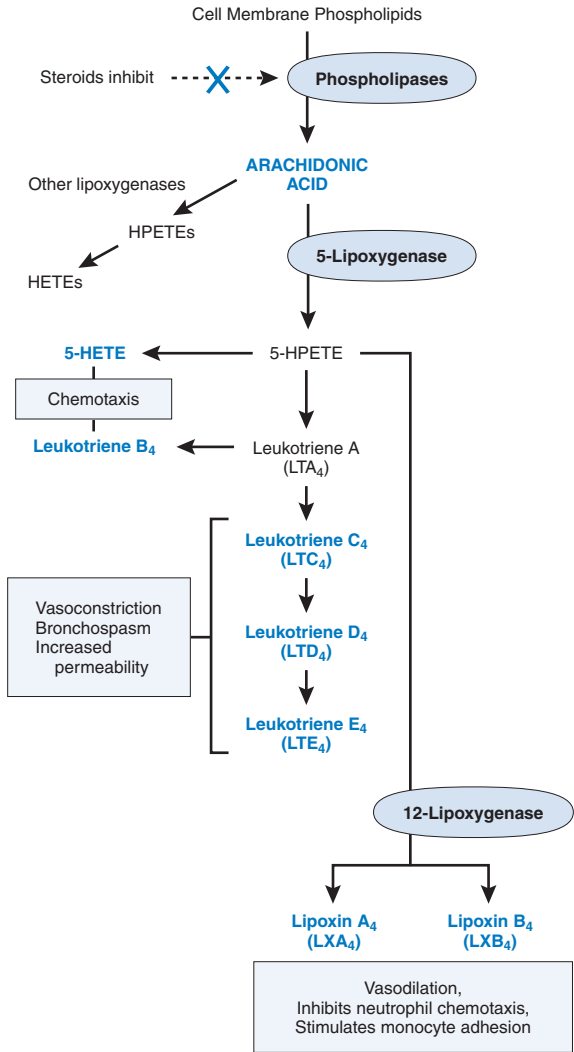 Cell Membrane Phospholipids
Steroids inhibit
Phospholipases
ARACHIDONIC
ACID
Other lipoxygenases
HPETEs
HETEs
5-Lipoxygenase
5-HETE
5-HPETE
Chemotaxis
Leukotriene B₄
Leukotriene A
(LTA₄)
Leukotriene C₄
(LTC₄)
Vasoconstriction
Bronchospasm
Increased
permeability
Leukotriene D₄
(LTD₄)
Leukotriene E₄
(LTE₄)
12-Lipoxygenase
Lipoxin A₄
(LXA₄)
Lipoxin B₄
(LXB₄)
Vasodilation,
Inhibits neutrophil chemotaxis,
Stimulates monocyte adhesion